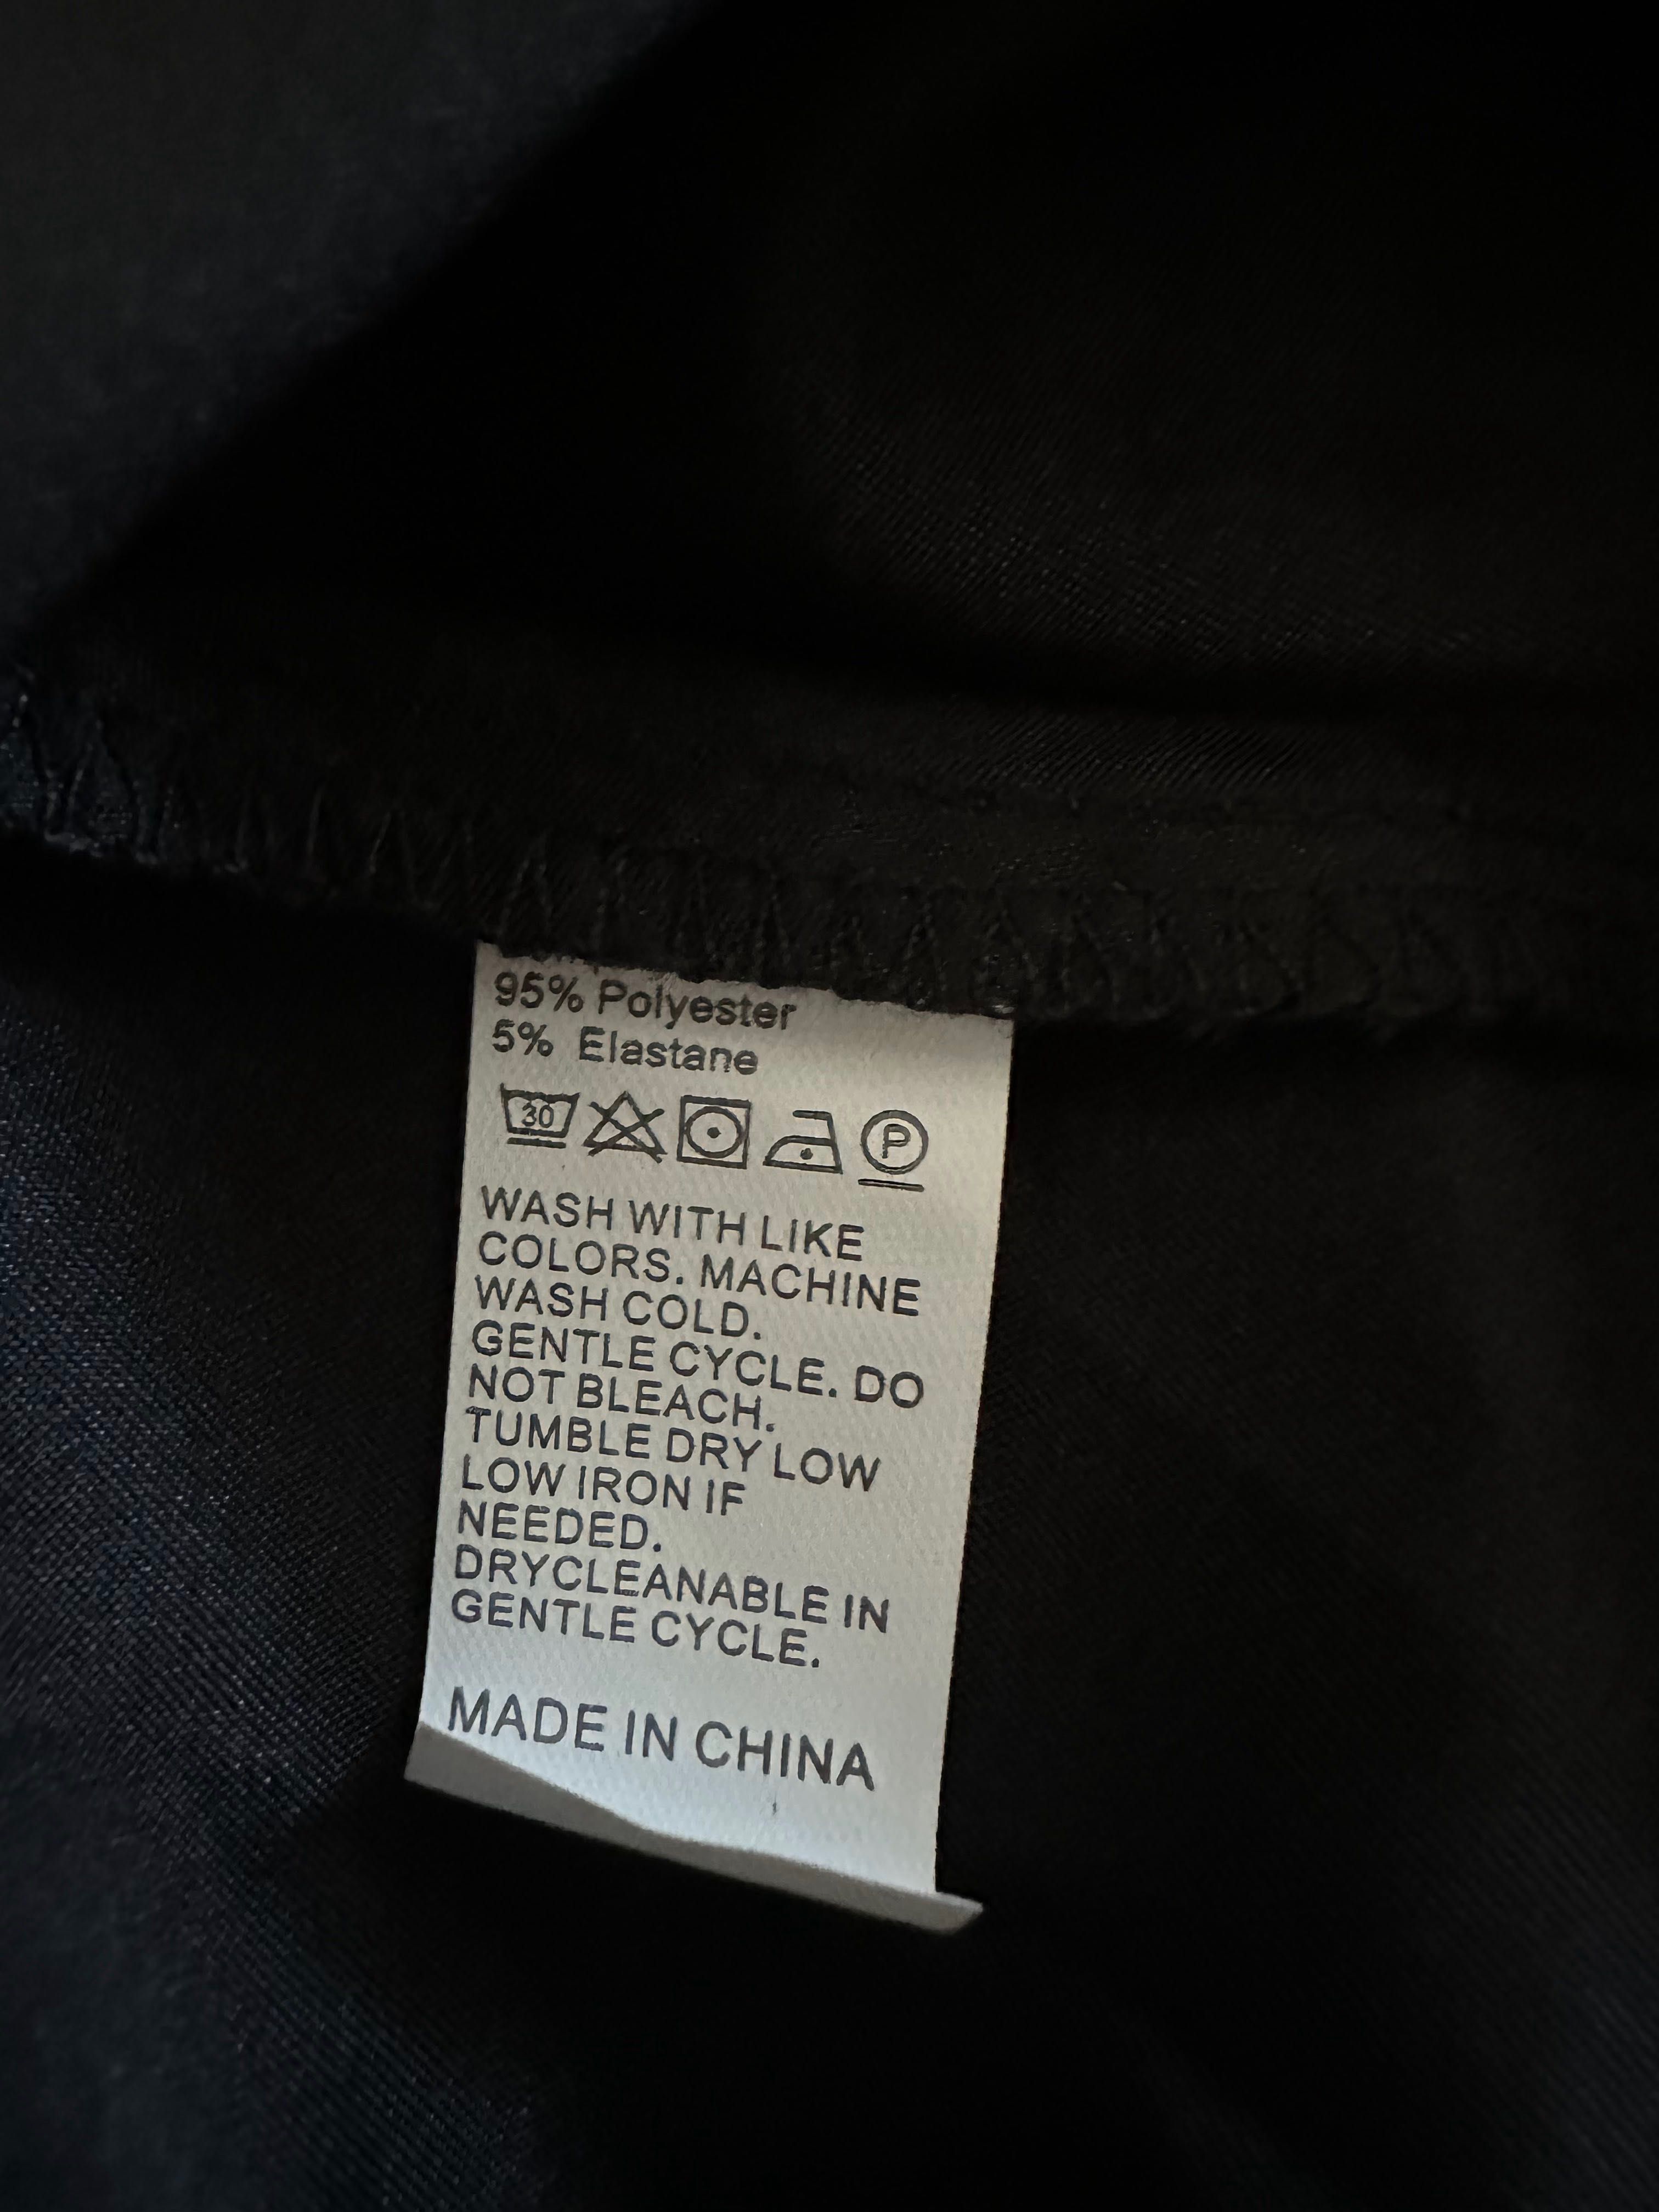 95% Polyester
5% Elastane
30 P
WASH WITH LIKE
COLORS. MACHINE
WASH COLD.
GENTLE CYCLE. DO
NOT BLEACH.
TUMBLE DRY LOW
LOW IRON IF
NEEDED.
DRYCLEANABLE IN
GENTLE CYCLE.
MADE IN CHINA